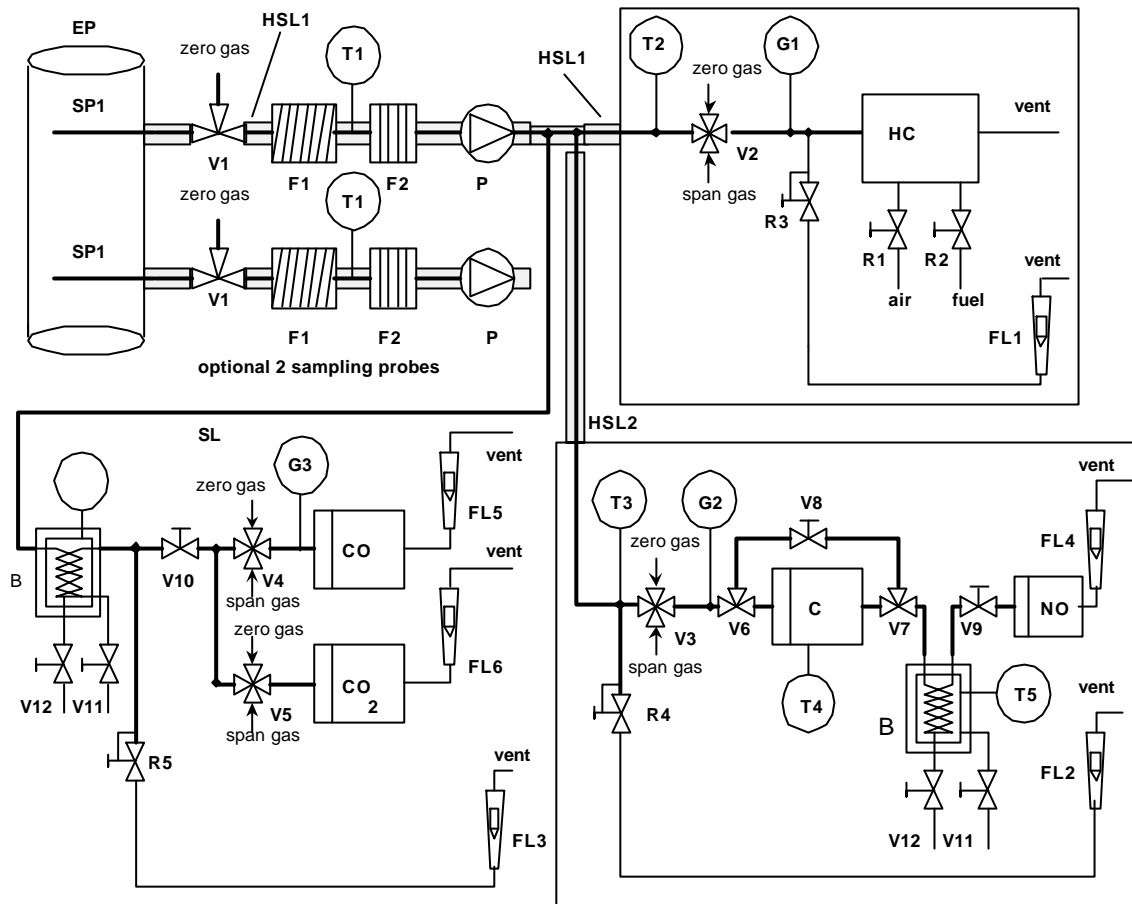 EP
HSL1
zero gas
T1
SP1
V1
F1
F2
P
HSL1
zero gas
T1
SP1
V1
F1
F2
P
optional 2 sampling probes
T2
G1
zero gas
V2
span gas
HC
vent
R3
R1
R2
air
fuel
vent
FL1
HSL2
SL
G3
zero gas
vent
FL5
CO
V10
V4
span gas
B
zero gas
vent
FL6
CO 2
V5
span gas
V12
V11
R5
vent
FL3
T3
G2
V8
vent
FL4
zero gas
V3
span gas
V6
C
V7
V9
NO
T4
T5
B
R4
vent
FL2
V12
V11